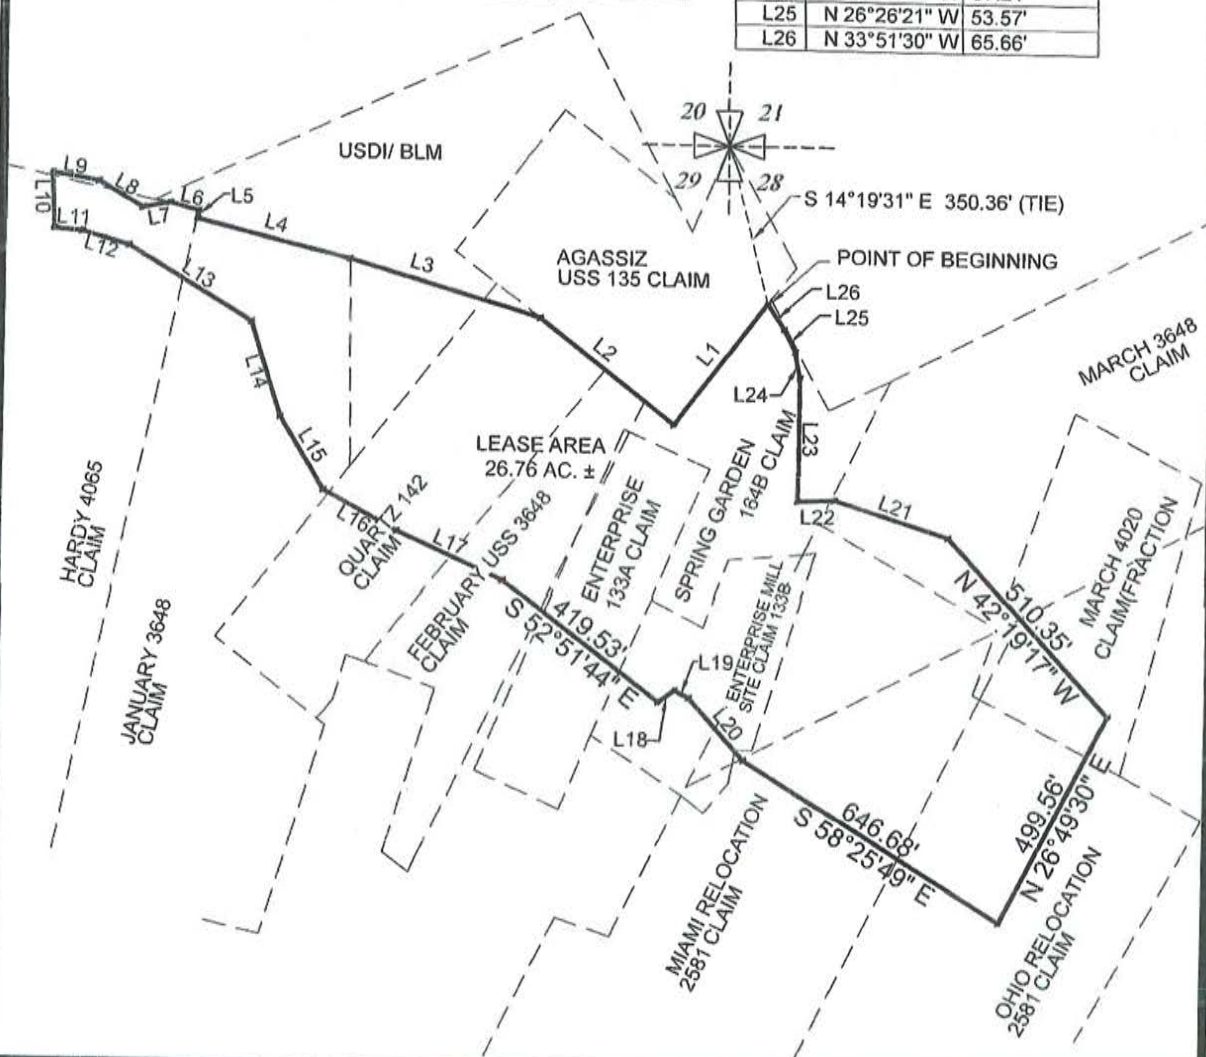 L25 N 26°26'21" W 53.57'
L26 N 33°51'30" W 65.66'
20 21
29 28
USDI/ BLM
S 14°19'31" E 350.36' (TIE)
POINT OF BEGINNING
AGASSIZ
USS 135 CLAIM
L9
L8
L7
L6
L5
L10
L11
L12
L4
L3
L13
L2
L1
L26
L25
L24
L23
L14
L15
LEASE AREA
26.76 AC. ±
MARCH 3648
CLAIM
HARDY 4065
CLAIM
JANUARY 3648
CLAIM
L16
QUARTZ 142
CLAIM
L17
FEBRUARY USS 3648
CLAIM
ENTERPRISE
133A CLAIM
SPRING GARDEN
164B CLAIM
L22
L21
ENTERPRISE MILL
SITE CLAIM 133B
MARCH 4020
CLAIM(FRACTION
510.35'
N 42°19'17" W
419.53'
S 52°51'44" E
L18
L19
L20
646.68'
S 58°25'49" E
499.56'
N 26°49'30" E
MIAMI RELOCATION
2581 CLAIM
OHIO RELOCATION
2581 CLAIM